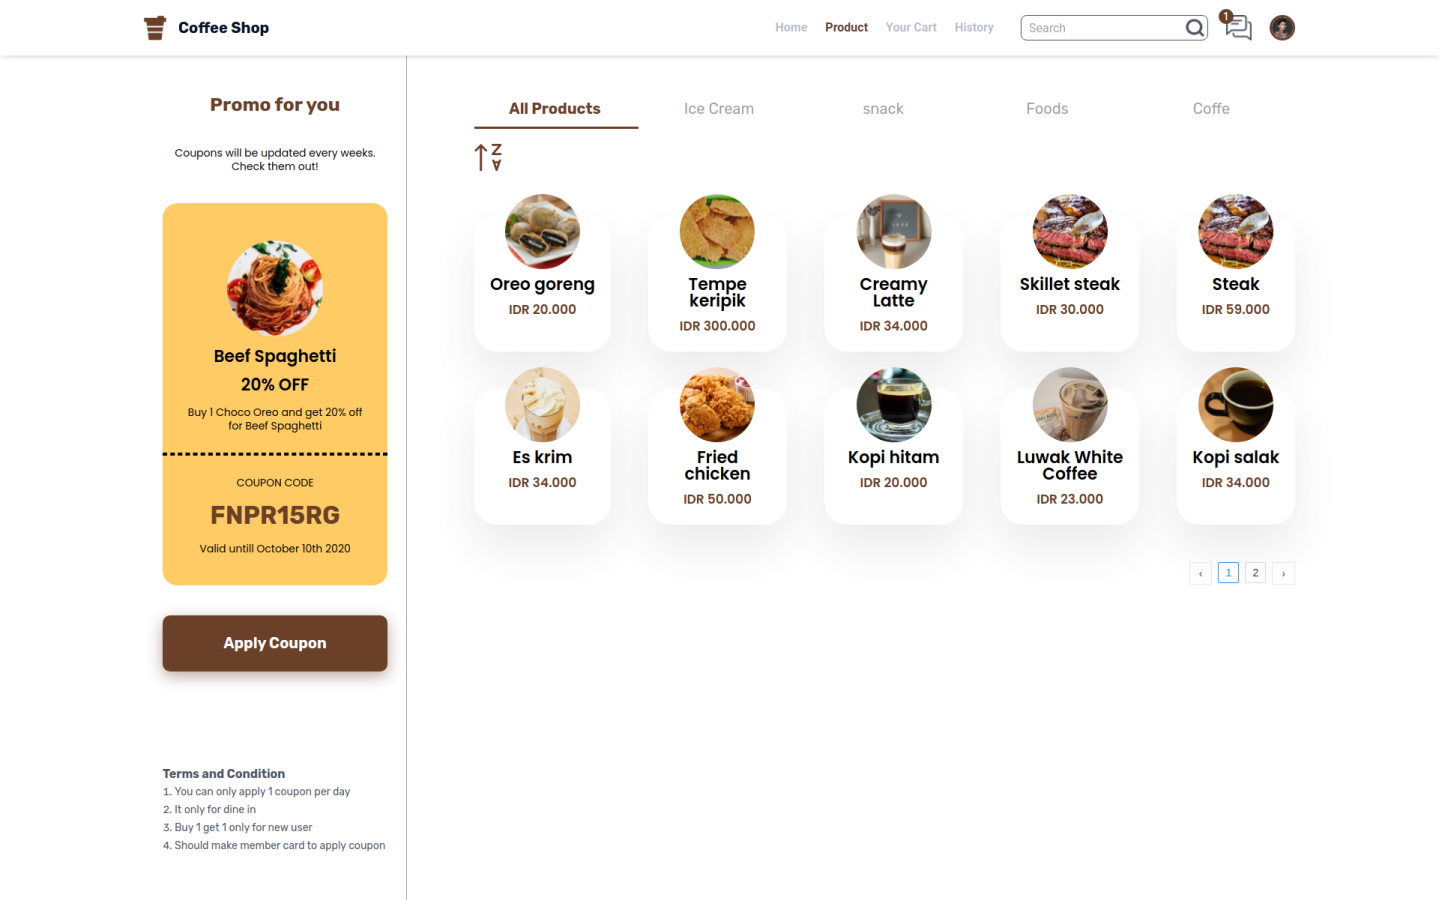 Coffee Shop
Home
Product
Your Cart
History
Search
1
Promo for you
Coupons will be updated every weeks.
Check them out!
Beef Spaghetti
20% OFF
Buy 1 Choco Oreo and get 20% off
for Beef Spaghetti
COUPON CODE
FNPR15RG
Valid untill October 10th 2020
Apply Coupon
Terms and Condition
1. You can only apply 1 coupon per day
2. It only for dine in
3. Buy 1 get 1 only for new user
4. Should make member card to apply coupon
All Products
Ice Cream
snack
Foods
Coffe
Z
A
Oreo goreng
IDR 20.000
Tempe
keripik
IDR 300.000
Creamy
Latte
IDR 34.000
Skillet steak
IDR 30.000
Steak
IDR 59.000
Es krim
IDR 34.000
Fried
chicken
IDR 50.000
Kopi hitam
IDR 20.000
Luwak White
Coffee
IDR 23.000
Kopi salak
IDR 34.000
‹
1
2
›